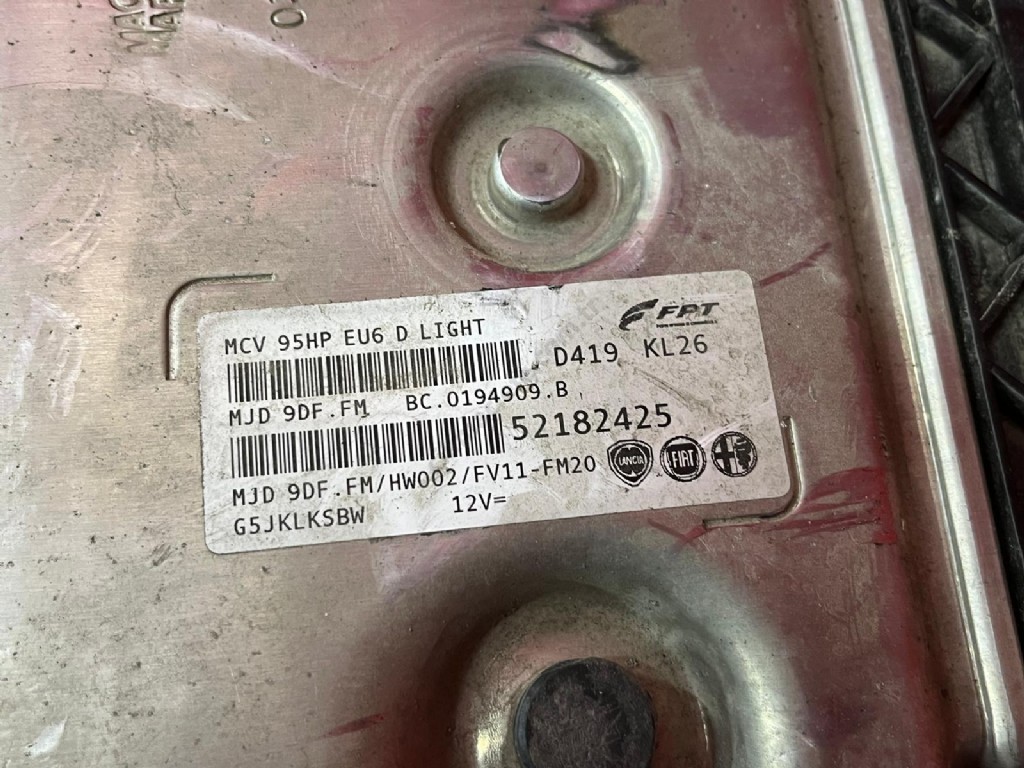 MCV 95HP EU6 D LIGHT
FPT
D419 KL26
MJD 9DF.FM BC.0194909.B
52182425
MJD 9DF.FM/HW002/FV11-FM20
LANCIA
FIAT
G5JKLKSBW 12V=